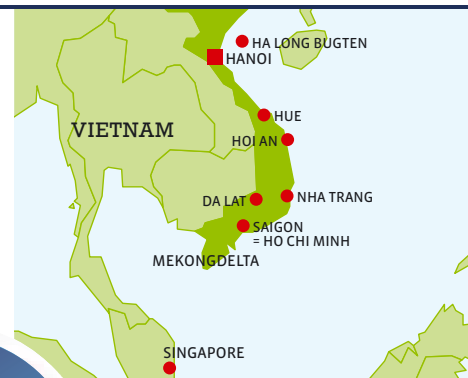 HA LONG BUGTEN
HANOI
HUE
VIETNAM
HOI AN
DA LAT
NHA TRANG
SAIGON
= HO CHI MINH
MEKONGDELTA
SINGAPORE